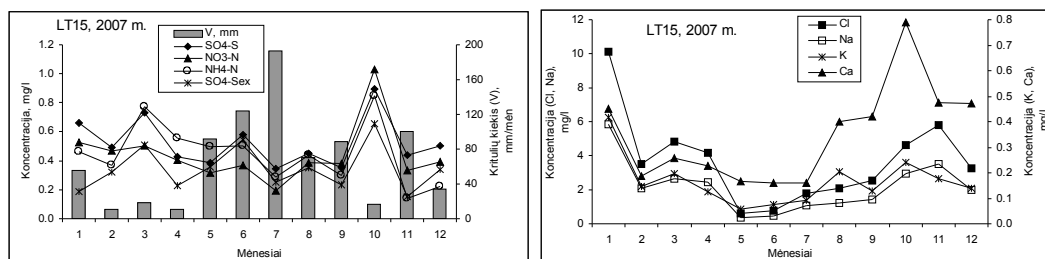 LT15, 2007 m.
V, mm
SO4-S
NO3-N
NH4-N
SO4-Sex
Koncentracija, mg/l
1.2
1.0
0.8
0.6
0.4
0.2
0.0
200
160
120
80
40
0
Kritulių kiekis (V),
mm/mėn
1 2 3 4 5 6 7 8 9 10 11 12
Mėnesiai
LT15, 2007 m.
Cl
Na
K
Ca
Koncentracija (Cl, Na),
mg/l
12
10
8
6
4
2
0
0.8
0.7
0.6
0.5
0.4
0.3
0.2
0.1
0.0
Koncentracija (K, Ca),
mg/l
1 2 3 4 5 6 7 8 9 10 11 12
Mėnesiai